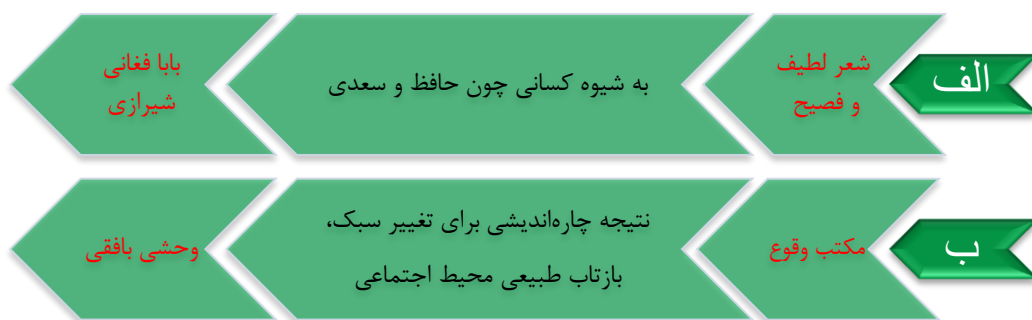 الف
شعر لطیف
و فصیح
به شیوه کسانی چون حافظ و سعدی
بابا فغانی
شیرازی
ب
مکتب وقوع
نتیجه چاره‌اندیشی برای تغییر سبک،
بازتاب طبیعی محیط اجتماعی
وحشی بافقی